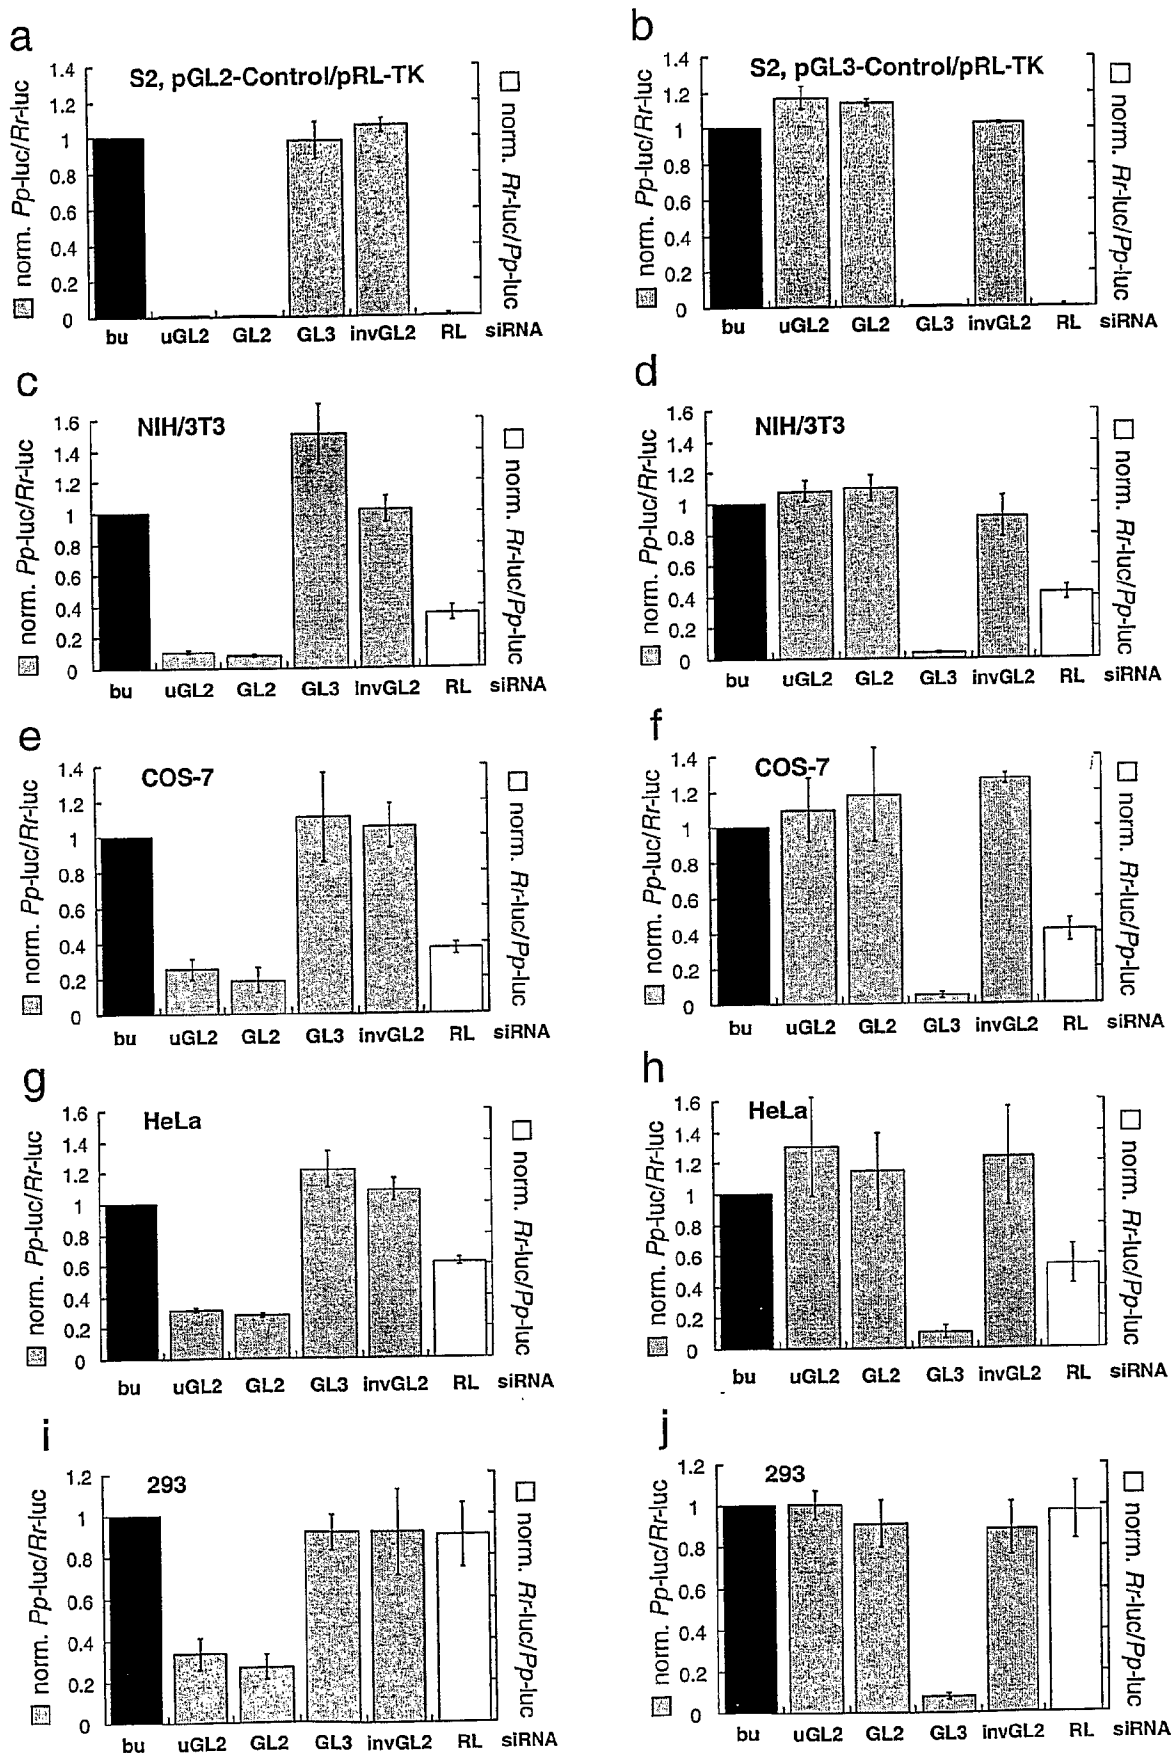 a
S2, pGL2-Control/pRL-TK
norm. Pp-luc/Rr-luc
1.4
1.2
1
0.8
0.6
0.4
0.2
0
norm. Rr-luc/Pp-luc
bu uGL2 GL2 GL3 invGL2 RL siRNA
b
S2, pGL3-Control/pRL-TK
norm. Pp-luc/Rr-luc
1.4
1.2
1
0.8
0.6
0.4
0.2
0
norm. Rr-luc/Pp-luc
bu uGL2 GL2 GL3 invGL2 RL siRNA
c
NIH/3T3
norm. Pp-luc/Rr-luc
1.6
1.4
1.2
1
0.8
0.6
0.4
0.2
0
norm. Rr-luc/Pp-luc
bu uGL2 GL2 GL3 invGL2 RL siRNA
d
NIH/3T3
norm. Pp-luc/Rr-luc
1.6
1.4
1.2
1
0.8
0.6
0.4
0.2
0
norm. Rr-luc/Pp-luc
bu uGL2 GL2 GL3 invGL2 RL siRNA
e
COS-7
norm. Pp-luc/Rr-luc
1.4
1.2
1
0.8
0.6
0.4
0.2
0
norm. Rr-luc/Pp-luc
bu uGL2 GL2 GL3 invGL2 RL siRNA
f
COS-7
norm. Pp-luc/Rr-luc
1.4
1.2
1
0.8
0.6
0.4
0.2
0
norm. Rr-luc/Pp-luc
bu uGL2 GL2 GL3 invGL2 RL siRNA
g
HeLa
norm. Pp-luc/Rr-luc
1.6
1.4
1.2
1
0.8
0.6
0.4
0.2
0
norm. Rr-luc/Pp-luc
bu uGL2 GL2 GL3 invGL2 RL siRNA
h
HeLa
norm. Pp-luc/Rr-luc
1.6
1.4
1.2
1
0.8
0.6
0.4
0.2
0
norm. Rr-luc/Pp-luc
bu uGL2 GL2 GL3 invGL2 RL siRNA
i
293
norm. Pp-luc/Rr-luc
1.2
1
0.8
0.6
0.4
0.2
0
norm. Rr-luc/Pp-luc
bu uGL2 GL2 GL3 invGL2 RL siRNA
j
293
norm. Pp-luc/Rr-luc
1.2
1
0.8
0.6
0.4
0.2
0
norm. Rr-luc/Pp-luc
bu uGL2 GL2 GL3 invGL2 RL siRNA